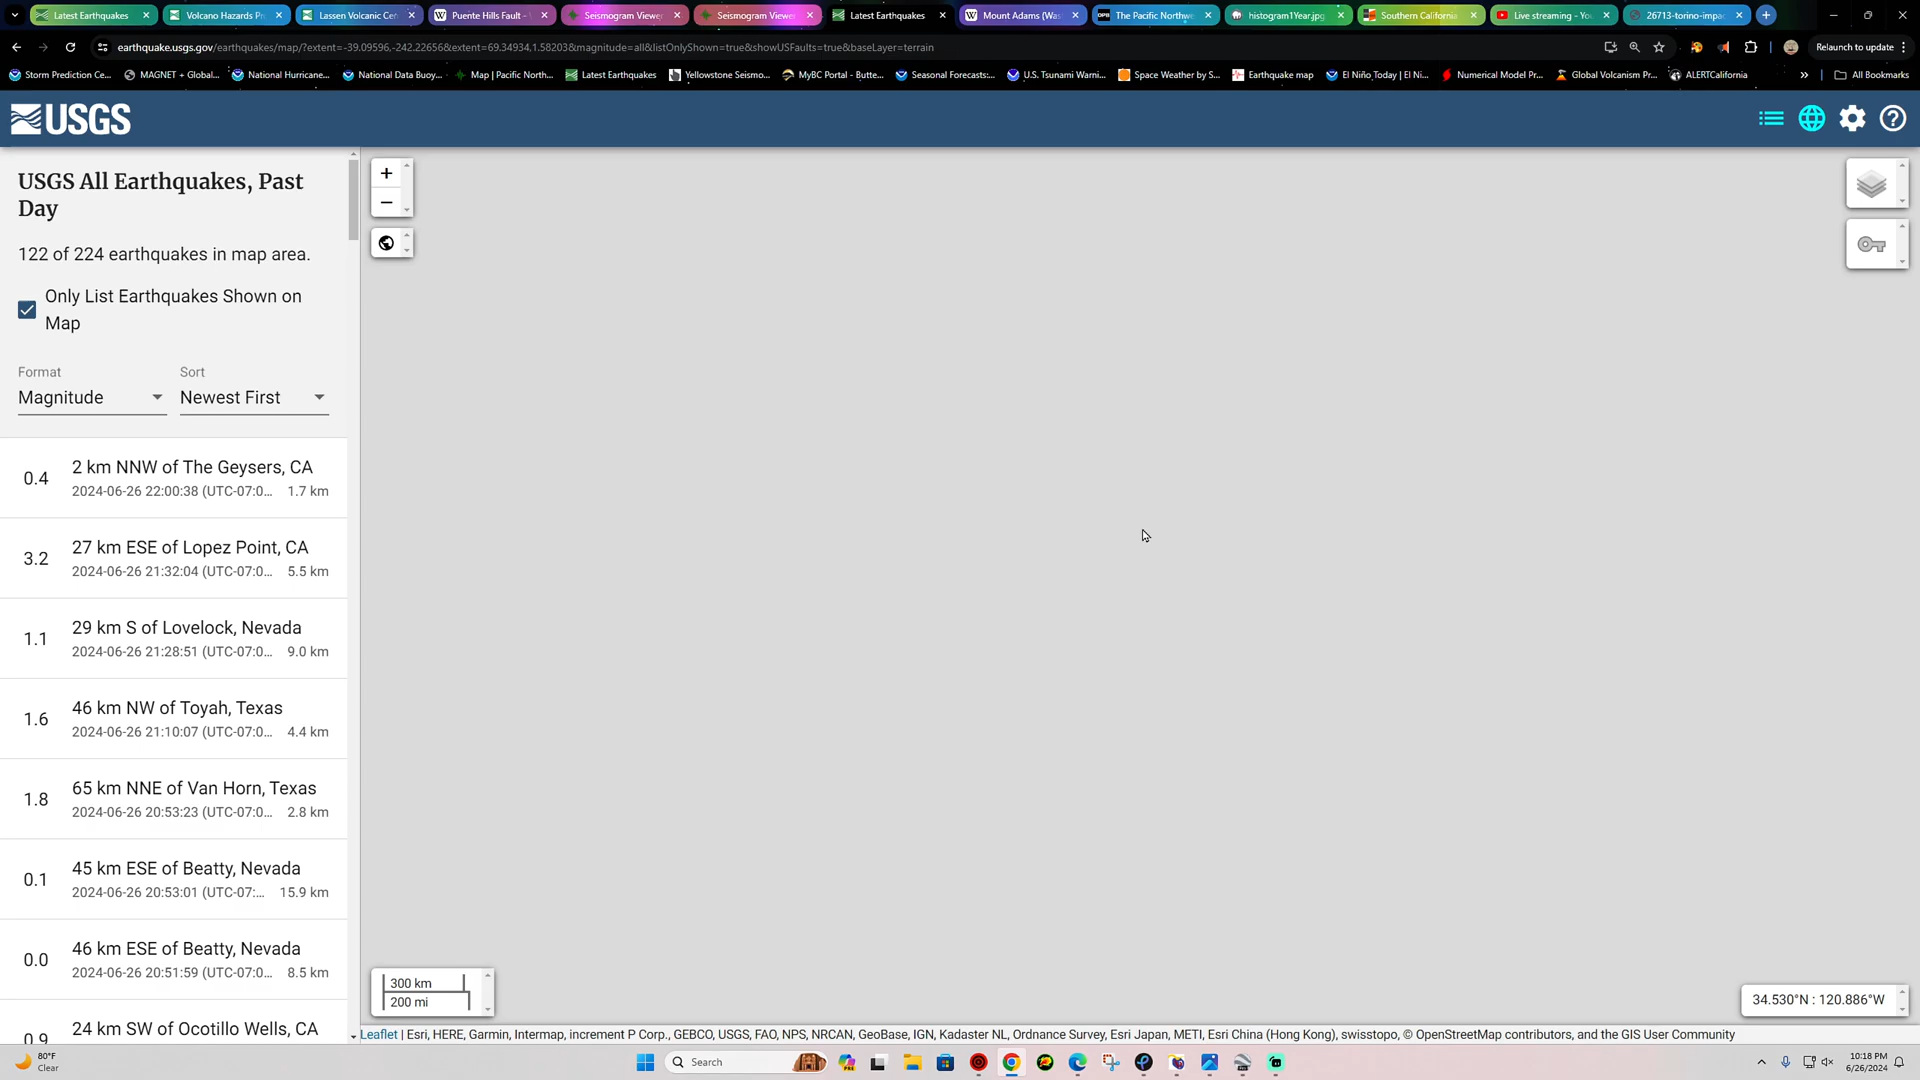 Latest Earthquakes
Volcano Hazards Pr
Lassen Volcanic Cen
Puente Hills Fault -
Seismogram Viewer
Seismogram Viewer
Latest Earthquakes
Mount Adams (Was
The Pacific Northwe
histogram1Year.jpg
Southern California
Live streaming - Yo
26713-torino-impa
earthquake.usgs.gov/earthquakes/map/?extent=-39.09596,-242.22656&extent=69.34934,1.58203&magnitude=all&listOnlyShown=true&showUSFaults=true&baseLayer=terrain
Relaunch to update
Storm Prediction Ce...
MAGNET + Global...
National Hurricane...
National Data Buoy...
Map | Pacific North...
Latest Earthquakes
Yellowstone Seismo...
MyBC Portal - Butte...
Seasonal Forecasts:...
U.S. Tsunami Warni...
Space Weather by S...
Earthquake map
El Niño Today | El Ni...
Numerical Model Pr...
Global Volcanism Pr...
ALERTCalifornia
All Bookmarks
USGS
USGS All Earthquakes, Past
Day
122 of 224 earthquakes in map area.
Only List Earthquakes Shown on
Map
Format
Sort
Magnitude
Newest First
0.4
2 km NNW of The Geysers, CA
2024-06-26 22:00:38 (UTC-07:0... 1.7 km
3.2
27 km ESE of Lopez Point, CA
2024-06-26 21:32:04 (UTC-07:0... 5.5 km
1.1
29 km S of Lovelock, Nevada
2024-06-26 21:28:51 (UTC-07:0... 9.0 km
1.6
46 km NW of Toyah, Texas
2024-06-26 21:10:07 (UTC-07:0... 4.4 km
1.8
65 km NNE of Van Horn, Texas
2024-06-26 20:53:23 (UTC-07:0... 2.8 km
0.1
45 km ESE of Beatty, Nevada
2024-06-26 20:53:01 (UTC-07:... 15.9 km
0.0
46 km ESE of Beatty, Nevada
2024-06-26 20:51:59 (UTC-07:0... 8.5 km
0.9
24 km SW of Ocotillo Wells, CA
+
−
300 km
200 mi
34.530°N : 120.886°W
Leaflet | Esri, HERE, Garmin, Intermap, increment P Corp., GEBCO, USGS, FAO, NPS, NRCAN, GeoBase, IGN, Kadaster NL, Ordnance Survey, Esri Japan, METI, Esri China (Hong Kong), swisstopo, © OpenStreetMap contributors, and the GIS User Community
80°F
Clear
Search
10:18 PM
6/26/2024